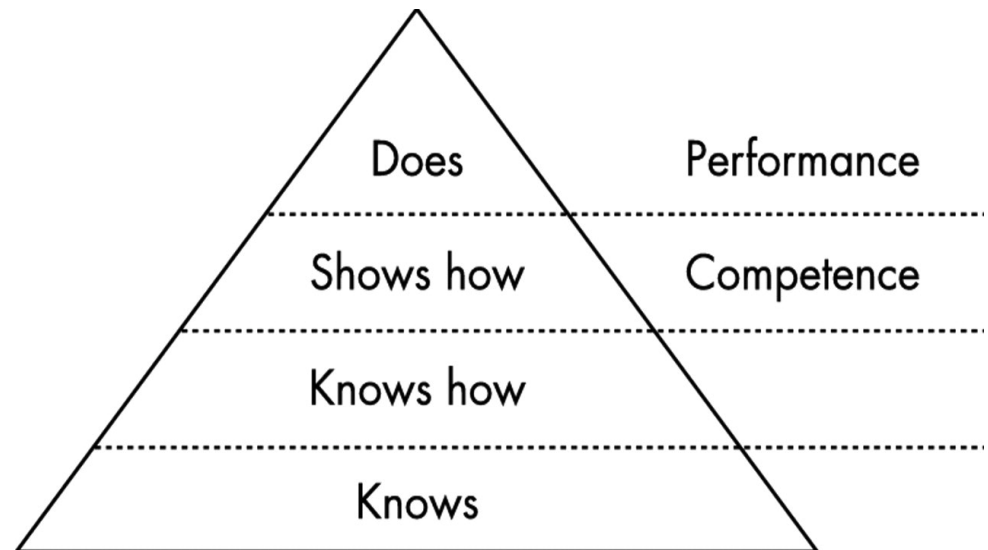 Does Performance
Shows how Competence
Knows how
Knows